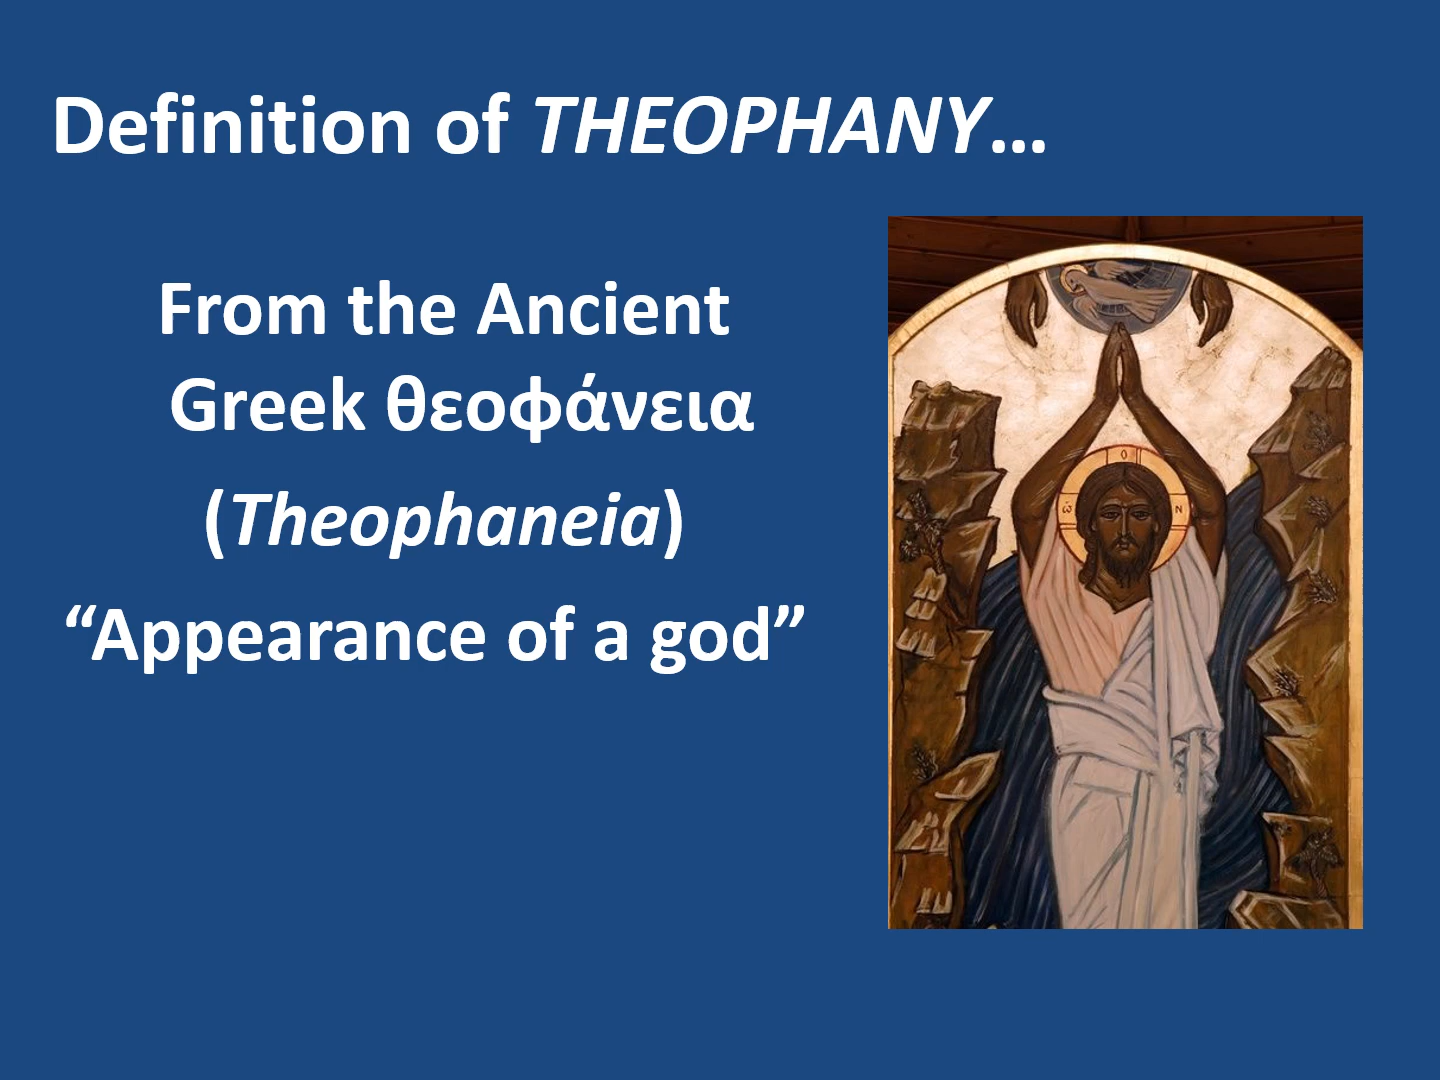 Definition of THEOPHANY…
From the Ancient
Greek θεοφάνεια
(Theophaneia)
“Appearance of a god”
ώ Ο Ν